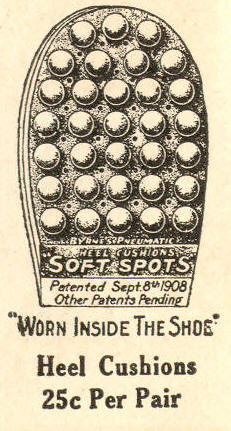 BYRNES PNEUMATIC
HEEL CUSHIONS
SOFT SPOTS
Patented Sept. 8th 1908
Other Patents Pending
"WORN INSIDE THE SHOE"
Heel Cushions
25c Per Pair